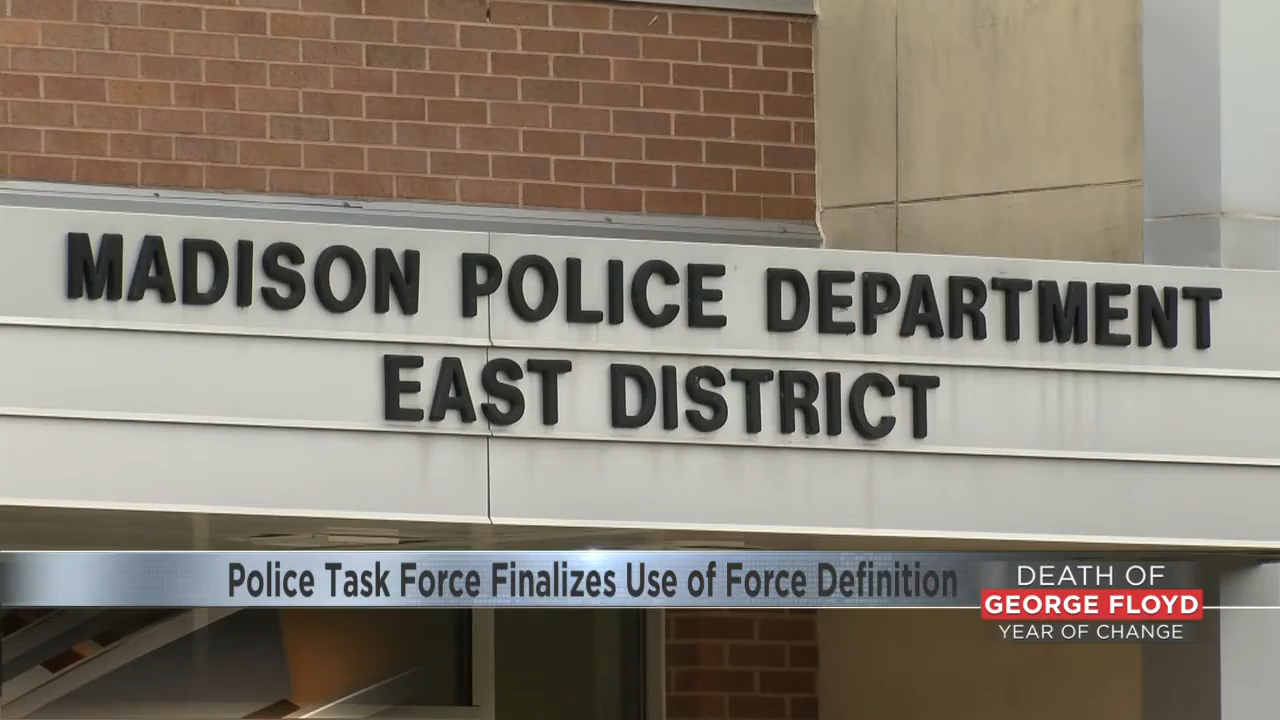 MADISON POLICE DEPARTMENT
EAST DISTRICT
Police Task Force Finalizes Use of Force Definition
DEATH OF
GEORGE FLOYD
YEAR OF CHANGE